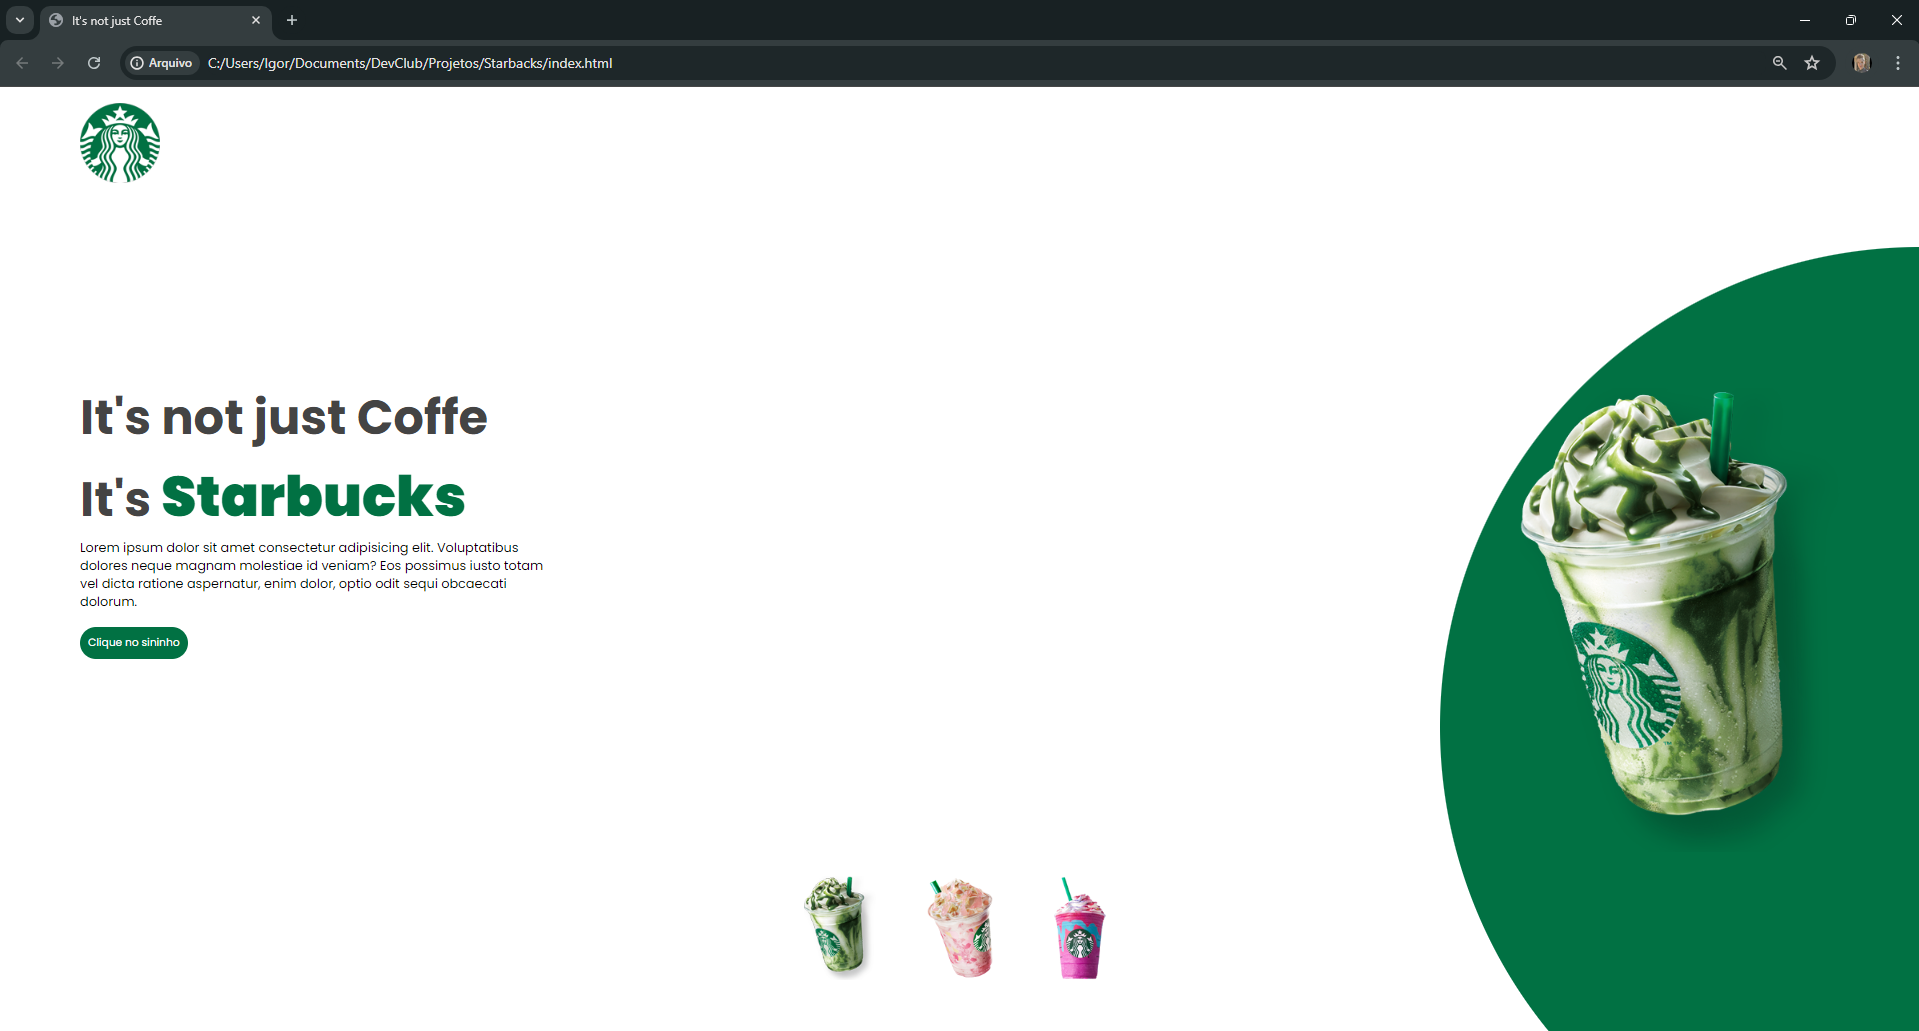 It's not just Coffe
Arquivo C:/Users/Igor/Documents/DevClub/Projetos/Starbacks/index.html
It's not just Coffe
It's Starbucks
Lorem ipsum dolor sit amet consectetur adipisicing elit. Voluptatibus
dolores neque magnam molestiae id veniam? Eos possimus iusto totam
vel dicta ratione aspernatur, enim dolor, optio odit sequi obcaecati
dolorum.
Clique no sininho